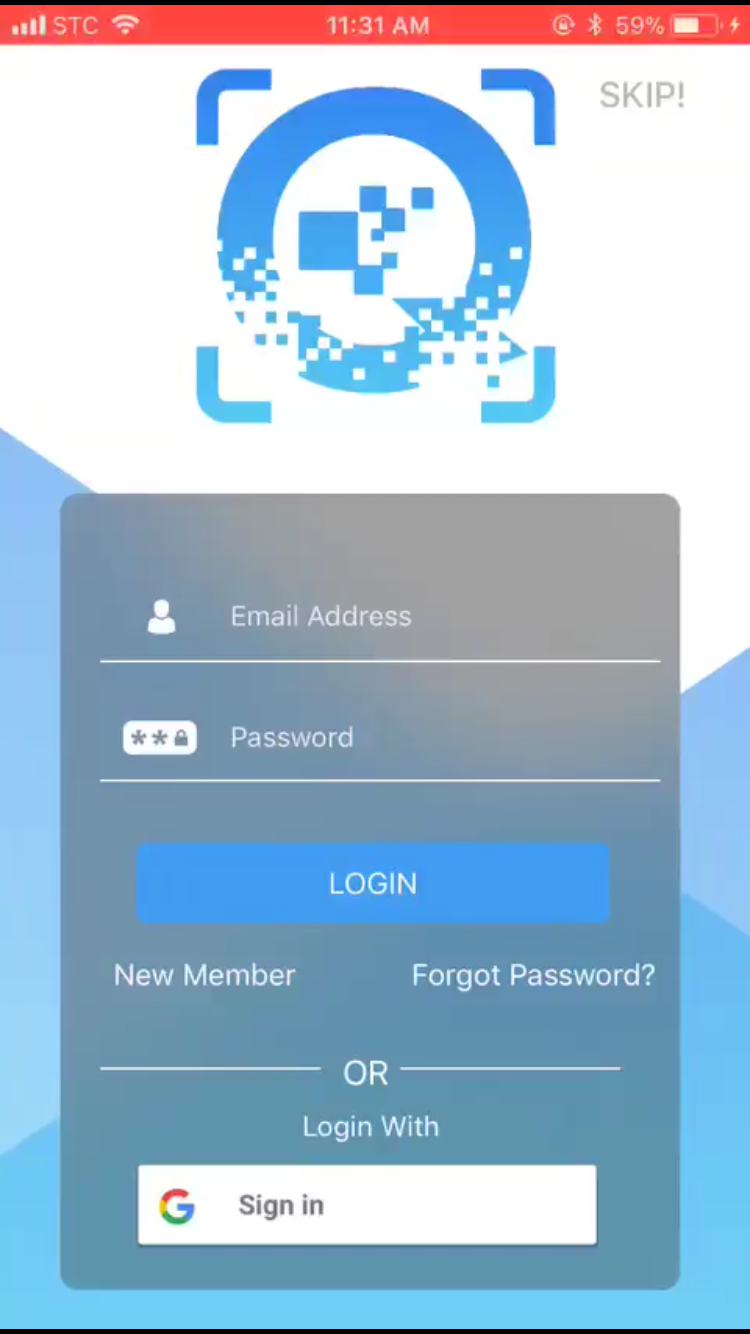 STC 11:31 AM 59%
SKIP!
Email Address
** Password
LOGIN
New Member Forgot Password?
OR
Login With
G Sign in